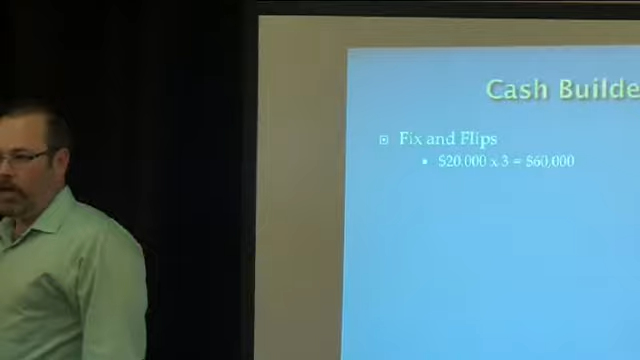 Cash Builde
Fix and Flips
$20,000 x 3 = $60,000